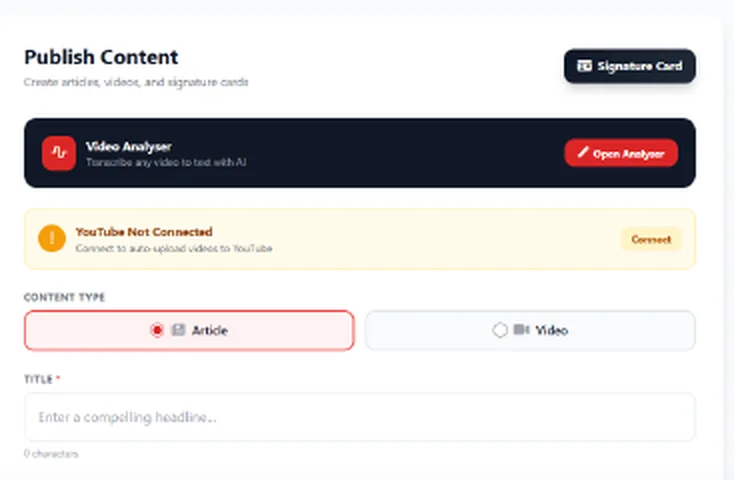 Publish Content
Create articles, videos, and signature cards
Signature Card
Video Analyser
Transcribe any video to text with AI
Open Analyser
YouTube Not Connected
Connect to auto-upload videos to YouTube
Connect
CONTENT TYPE
Article
Video
TITLE *
Enter a compelling headline...
0 characters